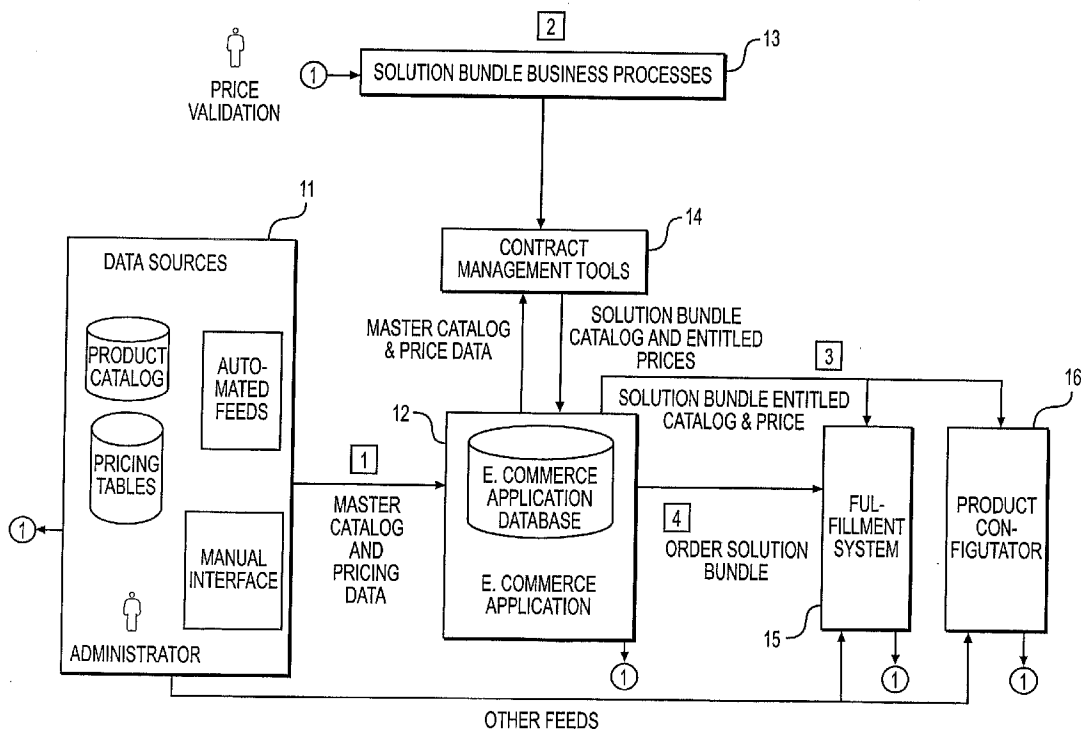 2
13
1
SOLUTION BUNDLE BUSINESS PROCESSES
PRICE
VALIDATION
11
14
DATA SOURCES
CONTRACT
MANAGEMENT TOOLS
PRODUCT
CATALOG
AUTO-
MATED
FEEDS
PRICING
TABLES
MANUAL
INTERFACE
ADMINISTRATOR
1
1
MASTER
CATALOG
AND
PRICING
DATA
MASTER CATALOG
& PRICE DATA
SOLUTION BUNDLE
CATALOG AND ENTITLED
PRICES
3
SOLUTION BUNDLE ENTITLED
CATALOG & PRICE
12
E. COMMERCE
APPLICATION
DATABASE
E. COMMERCE
APPLICATION
1
4
ORDER SOLUTION
BUNDLE
FUL-
FILLMENT
SYSTEM
15
1
16
PRODUCT
CON-
FIGUTATOR
1
OTHER FEEDS